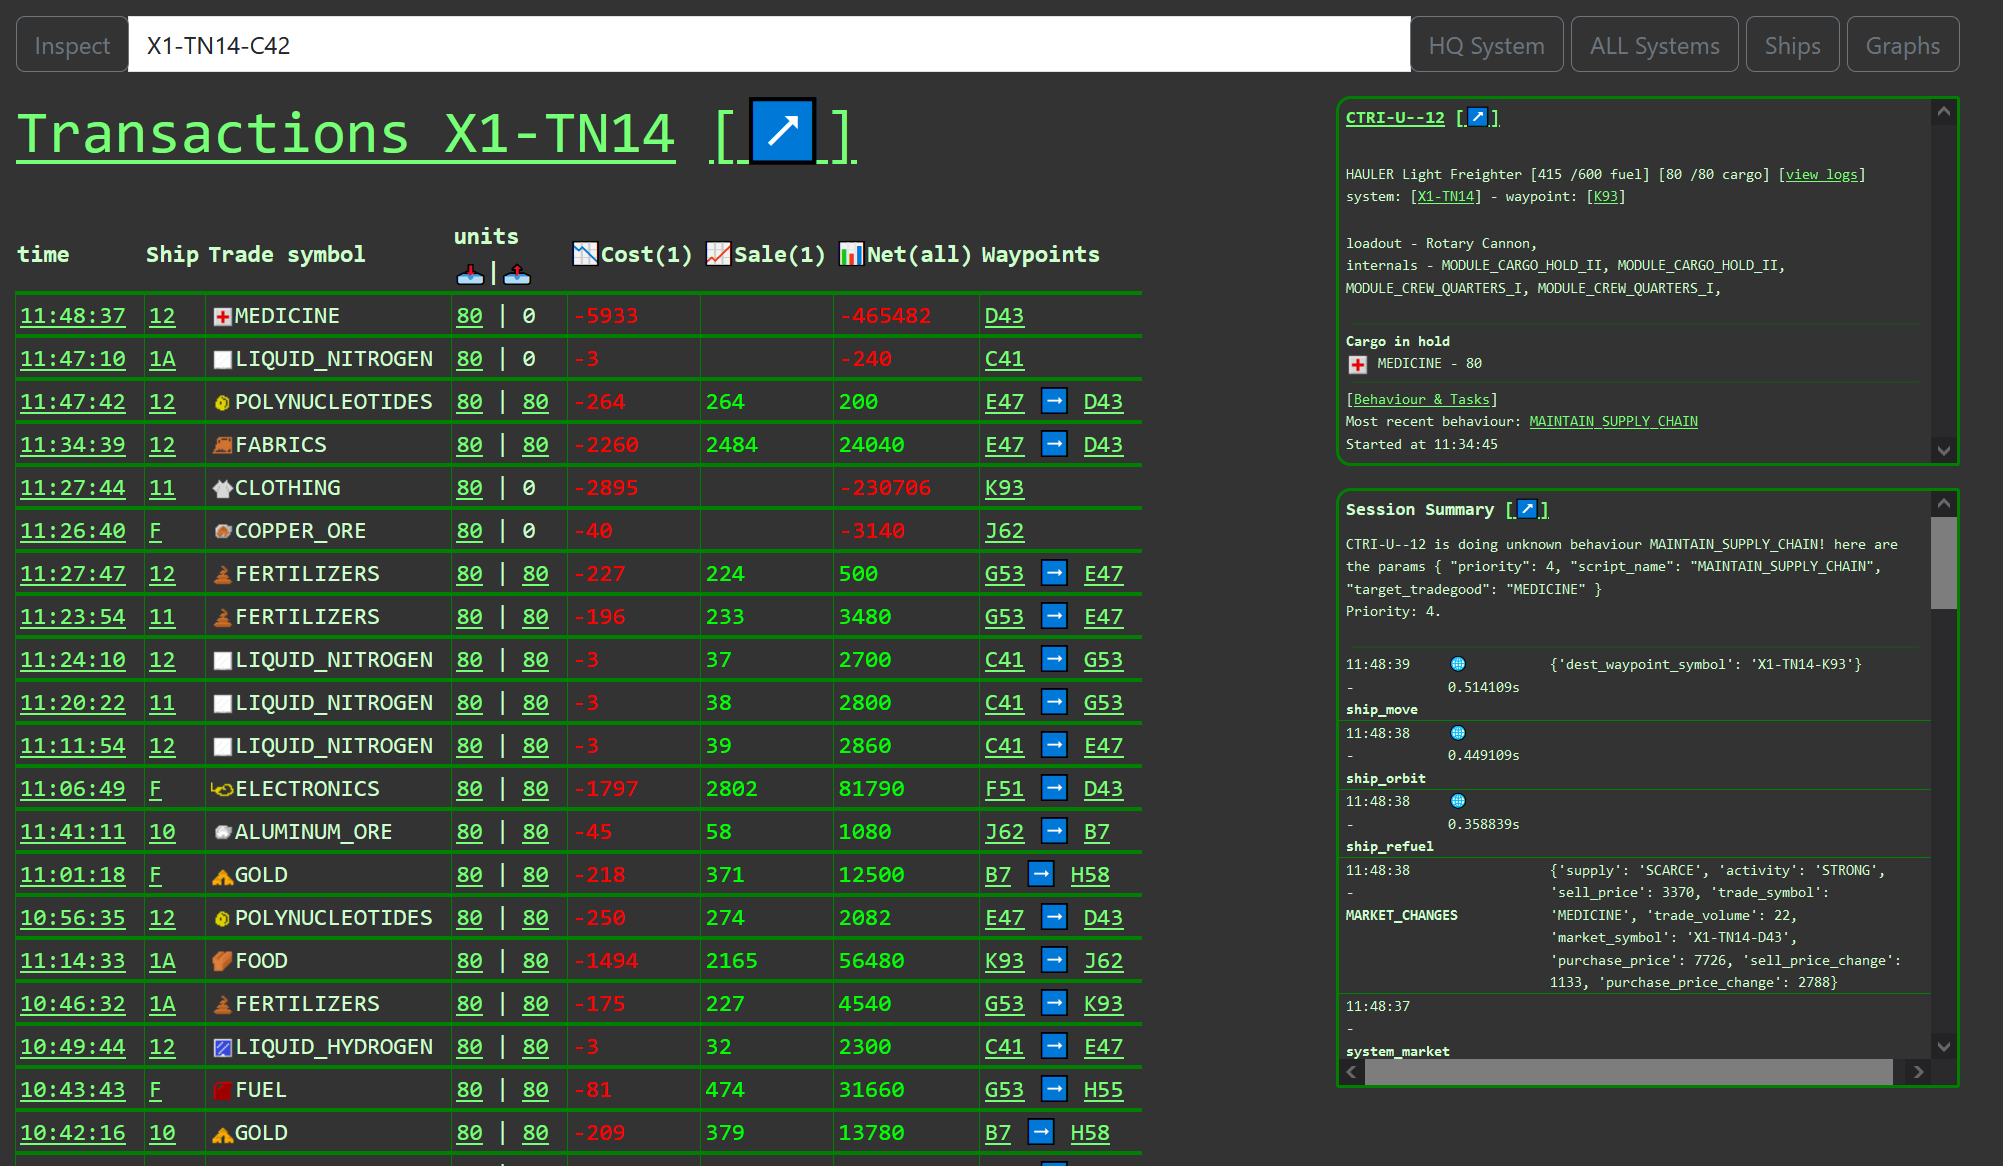 Inspect X1-TN14-C42 HQ System ALL Systems Ships Graphs
Transactions X1-TN14 [ ]
time Ship Trade symbol units | Cost(1) Sale(1) Net(all) Waypoints
11:48:37 12 MEDICINE 80 | 0 -5933 -465482 D43
11:47:10 1A LIQUID_NITROGEN 80 | 0 -3 -240 C41
11:47:42 12 POLYNUCLEOTIDES 80 | 80 -264 264 200 E47 → D43
11:34:39 12 FABRICS 80 | 80 -2260 2484 24040 E47 → D43
11:27:44 11 CLOTHING 80 | 0 -2895 -230706 K93
11:26:40 F COPPER_ORE 80 | 0 -40 -3140 J62
11:27:47 12 FERTILIZERS 80 | 80 -227 224 500 G53 → E47
11:23:54 11 FERTILIZERS 80 | 80 -196 233 3480 G53 → E47
11:24:10 12 LIQUID_NITROGEN 80 | 80 -3 37 2700 C41 → G53
11:20:22 11 LIQUID_NITROGEN 80 | 80 -3 38 2800 C41 → G53
11:11:54 12 LIQUID_NITROGEN 80 | 80 -3 39 2860 C41 → E47
11:06:49 F ELECTRONICS 80 | 80 -1797 2802 81790 F51 → D43
11:41:11 10 ALUMINUM_ORE 80 | 80 -45 58 1080 J62 → B7
11:01:18 F GOLD 80 | 80 -218 371 12500 B7 → H58
10:56:35 12 POLYNUCLEOTIDES 80 | 80 -250 274 2082 E47 → D43
11:14:33 1A FOOD 80 | 80 -1494 2165 56480 K93 → J62
10:46:32 1A FERTILIZERS 80 | 80 -175 227 4540 G53 → K93
10:49:44 12 LIQUID_HYDROGEN 80 | 80 -3 32 2300 C41 → E47
10:43:43 F FUEL 80 | 80 -81 474 31660 G53 → H55
10:42:16 10 GOLD 80 | 80 -209 379 13780 B7 → H58
CTRI-U--12 [ ]
HAULER Light Freighter [415 /600 fuel] [80 /80 cargo] [view logs]
system: [X1-TN14] - waypoint: [K93]
loadout - Rotary Cannon,
internals - MODULE_CARGO_HOLD_II, MODULE_CARGO_HOLD_II,
MODULE_CREW_QUARTERS_I, MODULE_CREW_QUARTERS_I,
Cargo in hold
MEDICINE - 80
[Behaviour & Tasks]
Most recent behaviour: MAINTAIN_SUPPLY_CHAIN
Started at 11:34:45
Session Summary [ ]
CTRI-U--12 is doing unknown behaviour MAINTAIN_SUPPLY_CHAIN! here are
the params { "priority": 4, "script_name": "MAINTAIN_SUPPLY_CHAIN",
"target_tradegood": "MEDICINE" }
Priority: 4.
11:48:39 {'dest_waypoint_symbol': 'X1-TN14-K93'}
- 0.514109s
ship_move
11:48:38
- 0.449109s
ship_orbit
11:48:38
- 0.358839s
ship_refuel
11:48:38 {'supply': 'SCARCE', 'activity': 'STRONG',
- 'sell_price': 3370, 'trade_symbol':
MARKET_CHANGES 'MEDICINE', 'trade_volume': 22,
'market_symbol': 'X1-TN14-D43',
'purchase_price': 7726, 'sell_price_change':
1133, 'purchase_price_change': 2788}
11:48:37
-
system_market